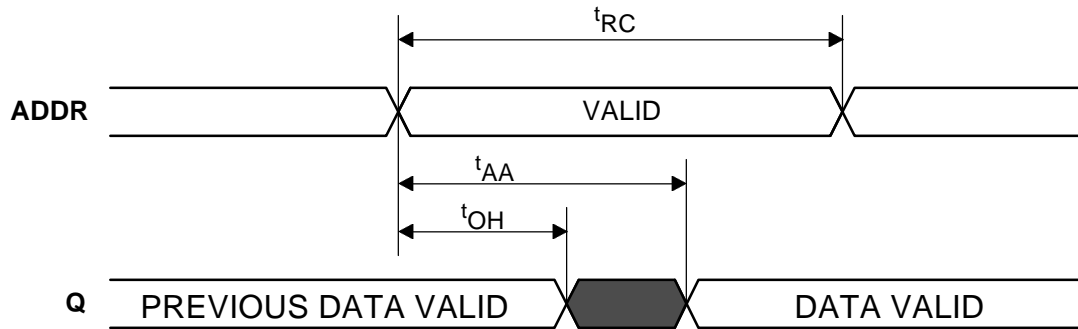 tRC
ADDR VALID
tAA
tOH
Q PREVIOUS DATA VALID DATA VALID